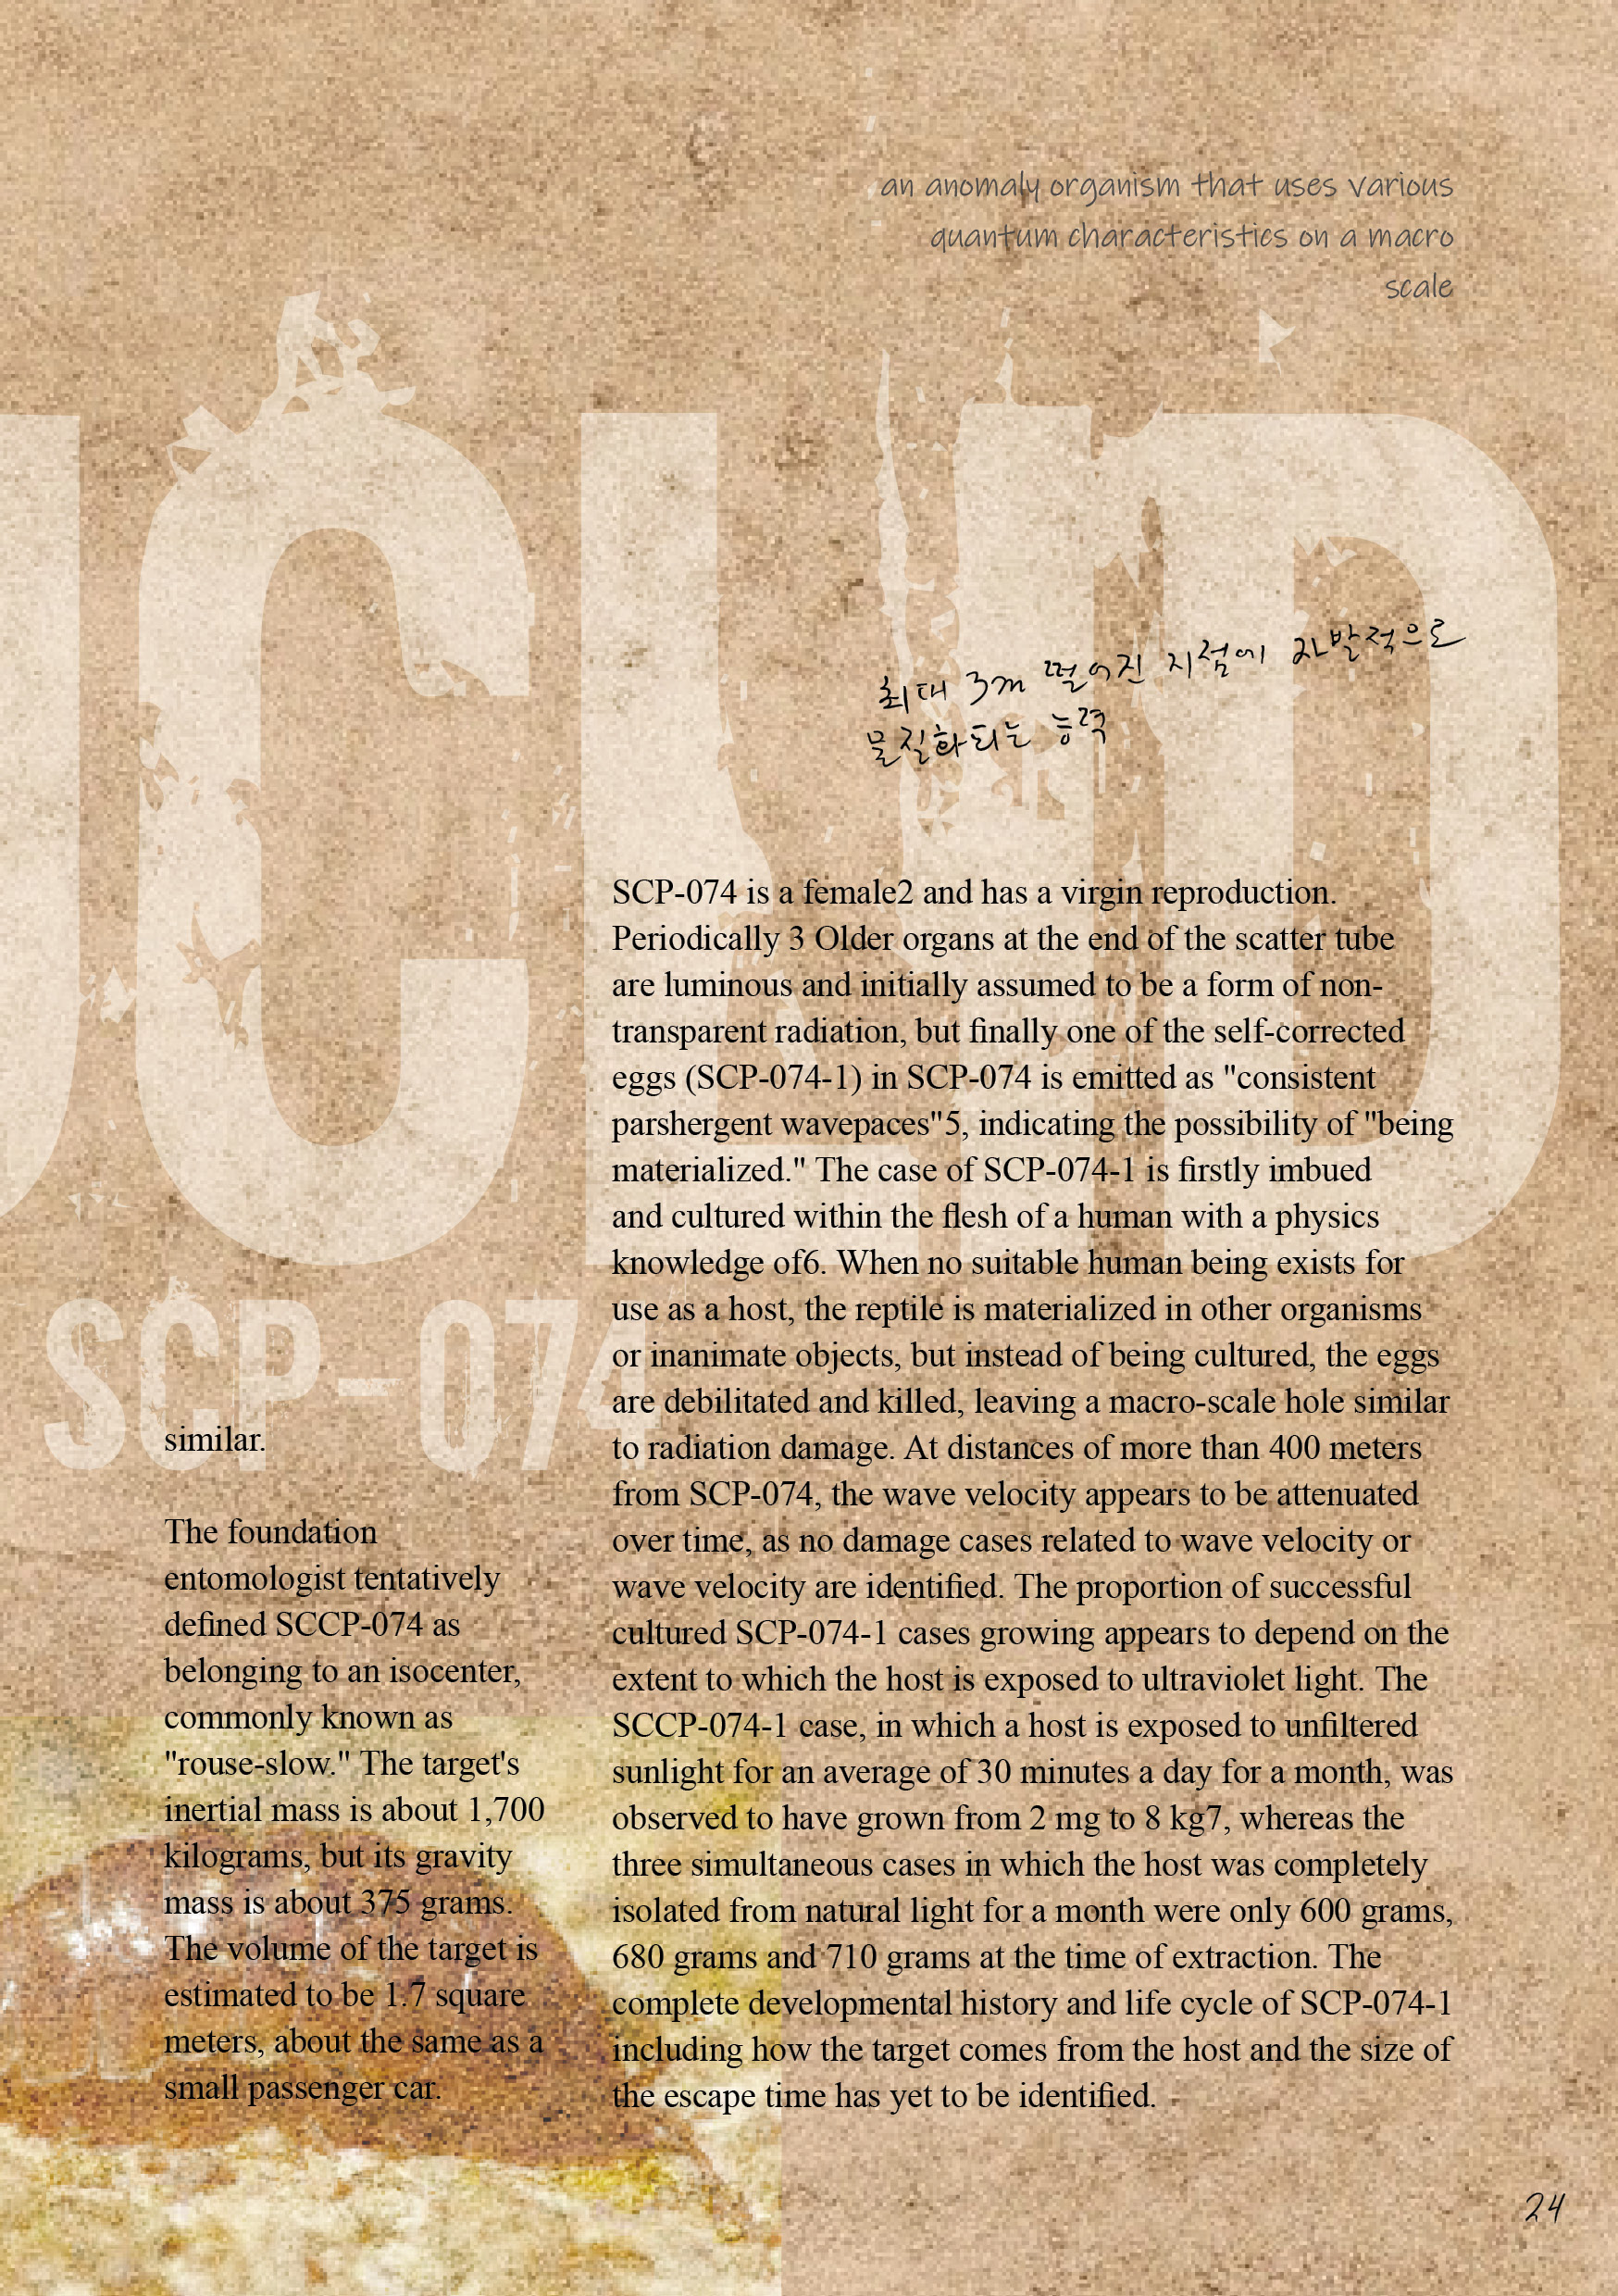 an anomaly organism that uses various
quantum characteristics on a macro
scale
최대 3m 떨어진 지점에 자발적으로
물질화되는 능력
SCP-074
similar.
The foundation
entomologist tentatively
defined SCCP-074 as
belonging to an isocenter,
commonly known as
"rouse-slow." The target's
inertial mass is about 1,700
kilograms, but its gravity
mass is about 375 grams.
The volume of the target is
estimated to be 1.7 square
meters, about the same as a
small passenger car.
SCP-074 is a female2 and has a virgin reproduction.
Periodically 3 Older organs at the end of the scatter tube
are luminous and initially assumed to be a form of non-
transparent radiation, but finally one of the self-corrected
eggs (SCP-074-1) in SCP-074 is emitted as "consistent
parshergent wavepaces"5, indicating the possibility of "being
materialized." The case of SCP-074-1 is firstly imbued
and cultured within the flesh of a human with a physics
knowledge of6. When no suitable human being exists for
use as a host, the reptile is materialized in other organisms
or inanimate objects, but instead of being cultured, the eggs
are debilitated and killed, leaving a macro-scale hole similar
to radiation damage. At distances of more than 400 meters
from SCP-074, the wave velocity appears to be attenuated
over time, as no damage cases related to wave velocity or
wave velocity are identified. The proportion of successful
cultured SCP-074-1 cases growing appears to depend on the
extent to which the host is exposed to ultraviolet light. The
SCCP-074-1 case, in which a host is exposed to unfiltered
sunlight for an average of 30 minutes a day for a month, was
observed to have grown from 2 mg to 8 kg7, whereas the
three simultaneous cases in which the host was completely
isolated from natural light for a month were only 600 grams,
680 grams and 710 grams at the time of extraction. The
complete developmental history and life cycle of SCP-074-1
including how the target comes from the host and the size of
the escape time has yet to be identified.
24